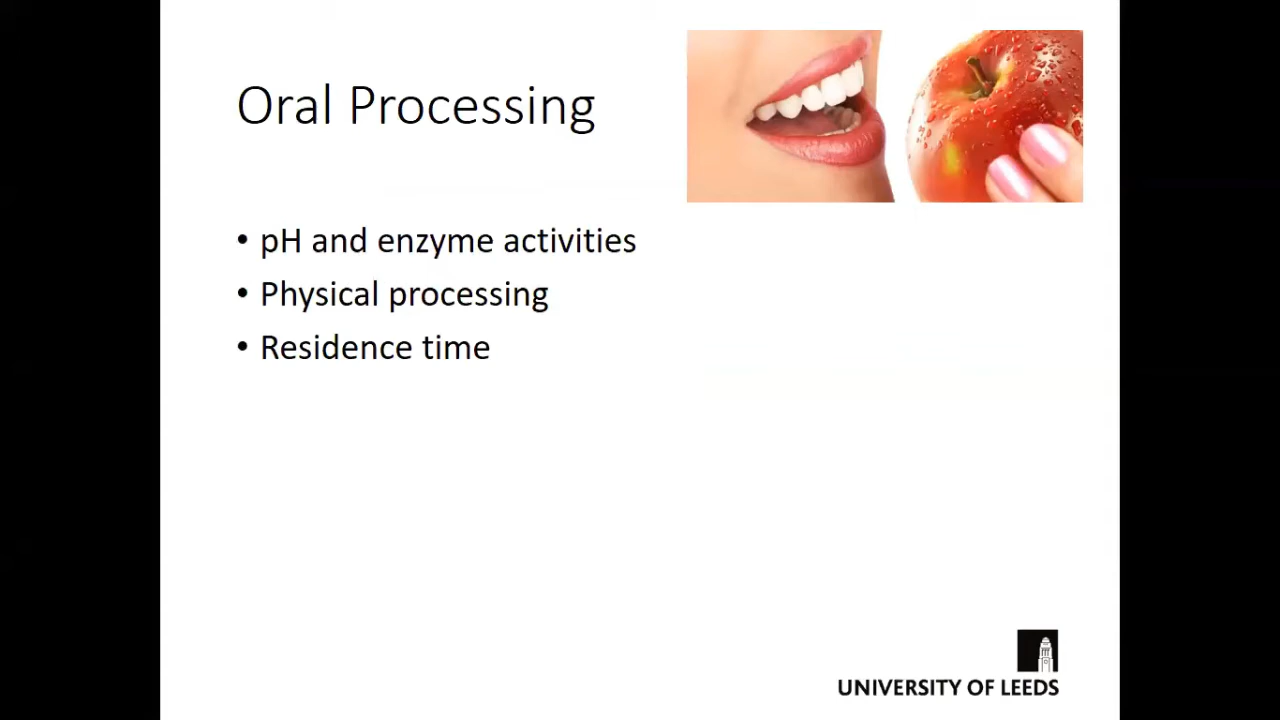 Oral Processing
• pH and enzyme activities
• Physical processing
• Residence time
UNIVERSITY OF LEEDS